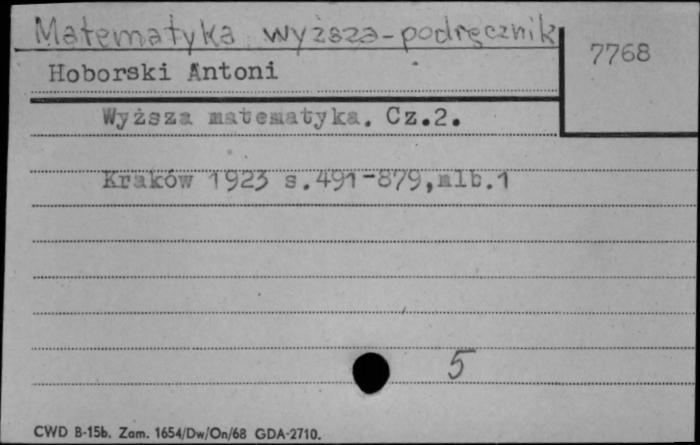 Matematyka wyższa-podręcznik
7768
Hoborski Antoni
Wyższa matematyka. Cz.2.
Kraków 1923 s.491-879,nlb.1
5
CWD B-15b. Zam. 1654/Dw/On/68 GDA-2710.